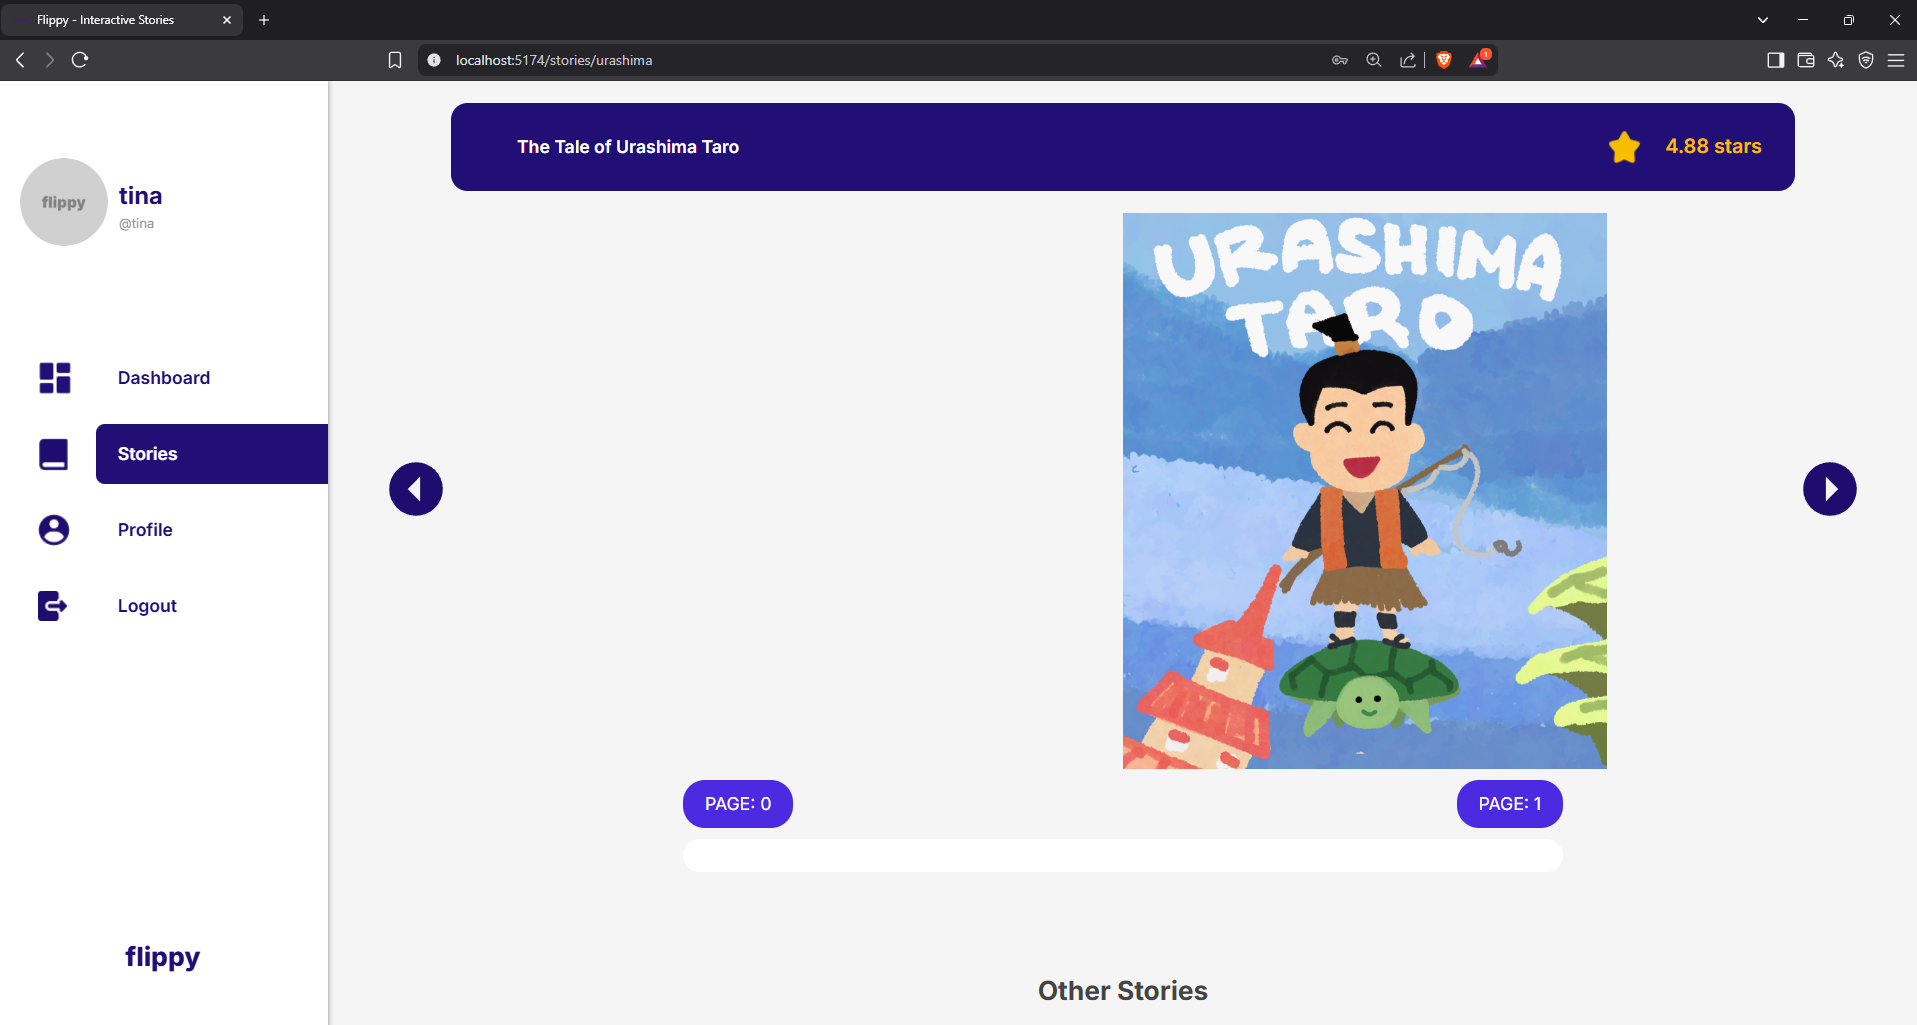 Flippy - Interactive Stories
localhost:5174/stories/urashima
1
flippy
tina
@tina
Dashboard
Stories
Profile
Logout
flippy
The Tale of Urashima Taro
4.88 stars
URASHIMA
TARO
PAGE: 0
PAGE: 1
Other Stories